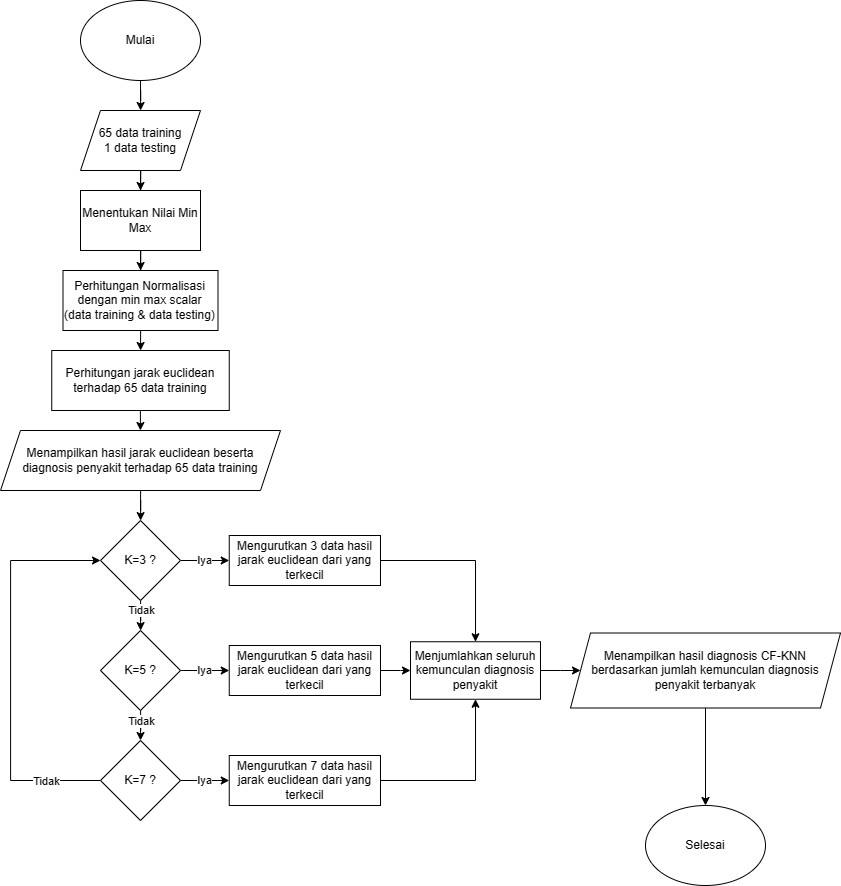 Mulai
65 data training
1 data testing
Menentukan Nilai Min
Max
Perhitungan Normalisasi
dengan min max scalar
(data training & data testing)
Perhitungan jarak euclidean
terhadap 65 data training
Menampilkan hasil jarak euclidean beserta
diagnosis penyakit terhadap 65 data training
K=3 ?
Iya
Mengurutkan 3 data hasil
jarak euclidean dari yang
terkecil
Tidak
K=5 ?
Iya
Mengurutkan 5 data hasil
jarak euclidean dari yang
terkecil
Tidak
K=7 ?
Iya
Mengurutkan 7 data hasil
jarak euclidean dari yang
terkecil
Tidak
Menjumlahkan seluruh
kemunculan diagnosis
penyakit
Menampilkan hasil diagnosis CF-KNN
berdasarkan jumlah kemunculan diagnosis
penyakit terbanyak
Selesai